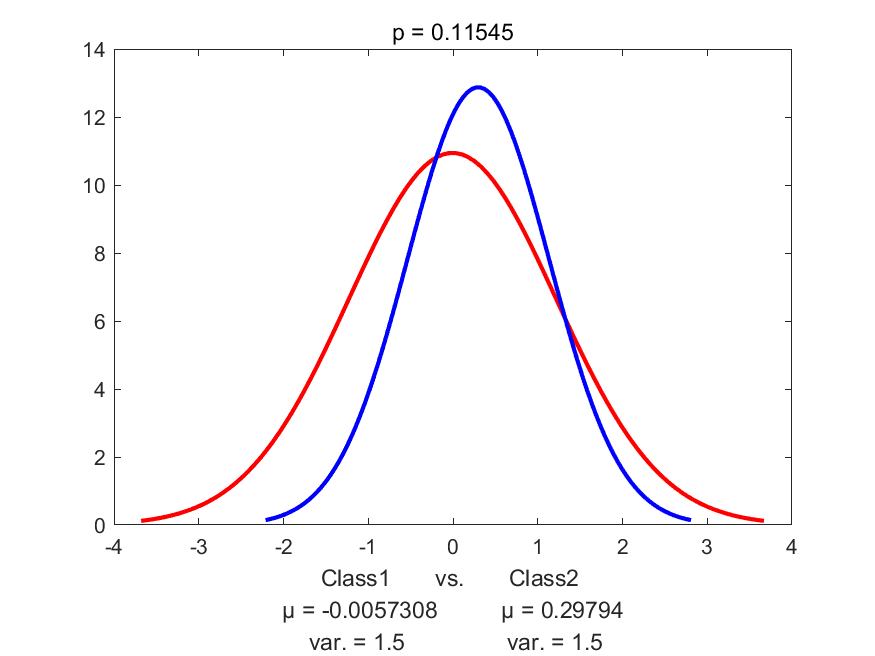 p = 0.11545
14
12
10
8
6
4
2
0
-4 -3 -2 -1 0 1 2 3 4
Class1 vs. Class2
μ = -0.0057308 μ = 0.29794
var. = 1.5 var. = 1.5